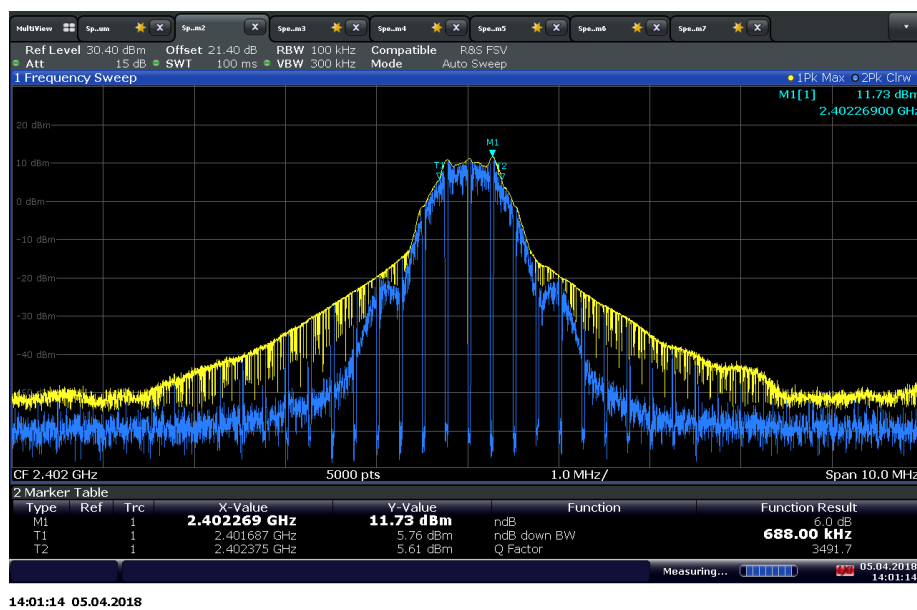 MultiView Sp..um X Sp..m2 X Spe..m3 X Spe..m4 X Spe..m5 X Spe..m6 X Spe..m7 X
Ref Level 30.40 dBm Offset 21.40 dB RBW 100 kHz Compatible R&S FSV
Att 15 dB SWT 100 ms VBW 300 kHz Mode Auto Sweep
1 Frequency Sweep 1Pk Max 2Pk Clrw
M1[1] 11.73 dBm
2.40226900 GHz
20 dBm
M1
10 dBm
T1 T2
0 dBm
-10 dBm
-20 dBm
-30 dBm
-40 dBm
CF 2.402 GHz 5000 pts 1.0 MHz/ Span 10.0 MHz
2 Marker Table
Type Ref Trc X-Value Y-Value Function Function Result
M1 1 2.402269 GHz 11.73 dBm ndB 6.0 dB
T1 1 2.401687 GHz 5.76 dBm ndB down BW 688.00 kHz
T2 1 2.402375 GHz 5.61 dBm Q Factor 3491.7
Measuring... 05.04.2018
14:01:14
14:01:14 05.04.2018